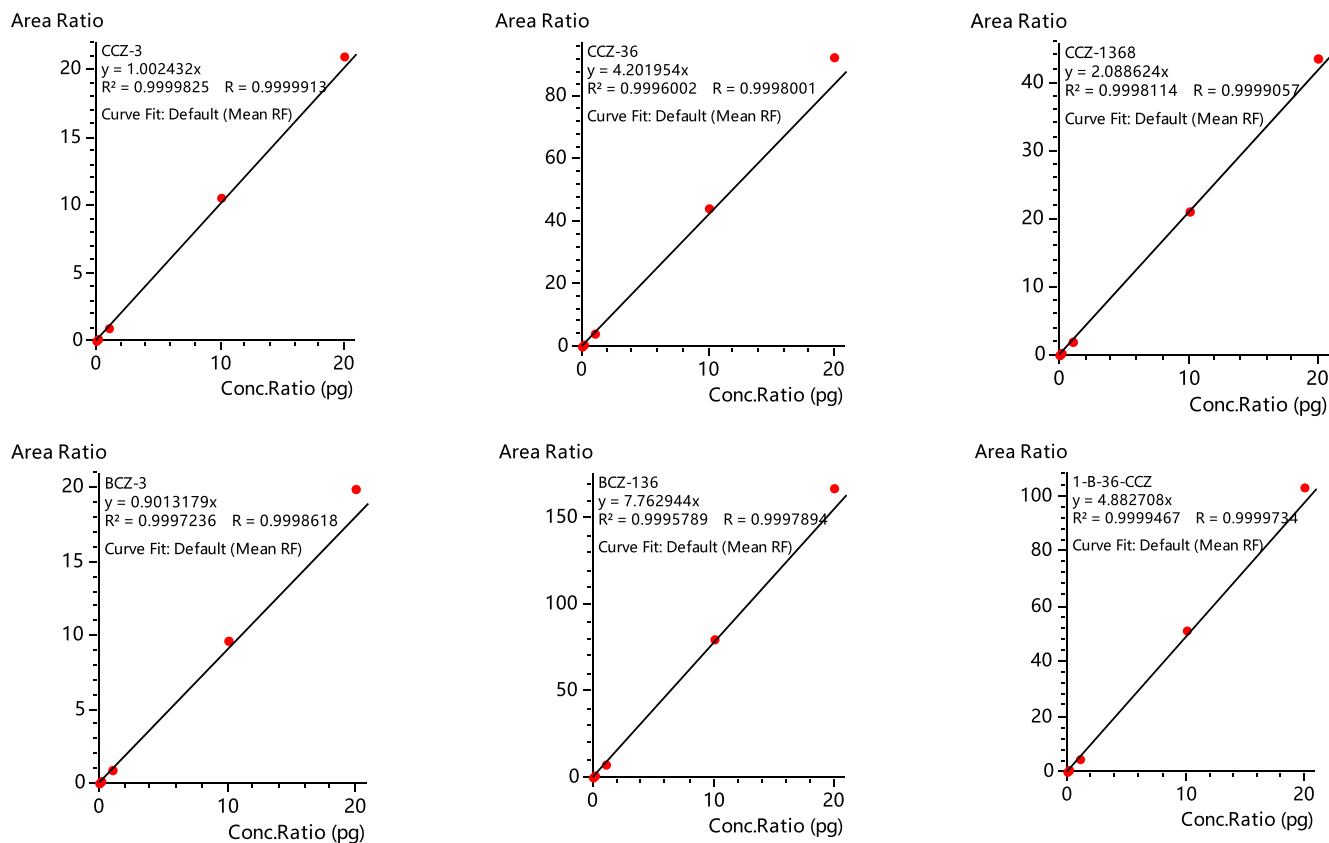 Area Ratio
CCZ-3
y = 1.002432x
R² = 0.9999825 R = 0.9999913
Curve Fit: Default (Mean RF)
20
15
10
5
0
0 10 20
Conc.Ratio (pg)
Area Ratio
CCZ-36
y = 4.201954x
R² = 0.9996002 R = 0.9998001
Curve Fit: Default (Mean RF)
80
60
40
20
0
0 10 20
Conc.Ratio (pg)
Area Ratio
CCZ-1368
y = 2.088624x
R² = 0.9998114 R = 0.9999057
Curve Fit: Default (Mean RF)
40
30
20
10
0
0 10 20
Conc.Ratio (pg)
Area Ratio
BCZ-3
y = 0.9013179x
R² = 0.9997236 R = 0.9998618
Curve Fit: Default (Mean RF)
20
15
10
5
0
0 10 20
Conc.Ratio (pg)
Area Ratio
BCZ-136
y = 7.762944x
R² = 0.9995789 R = 0.9997894
Curve Fit: Default (Mean RF)
150
100
50
0
0 10 20
Conc.Ratio (pg)
Area Ratio
1-B-36-CCZ
y = 4.882708x
R² = 0.9999467 R = 0.9999734
Curve Fit: Default (Mean RF)
100
80
60
40
20
0
0 10 20
Conc.Ratio (pg)